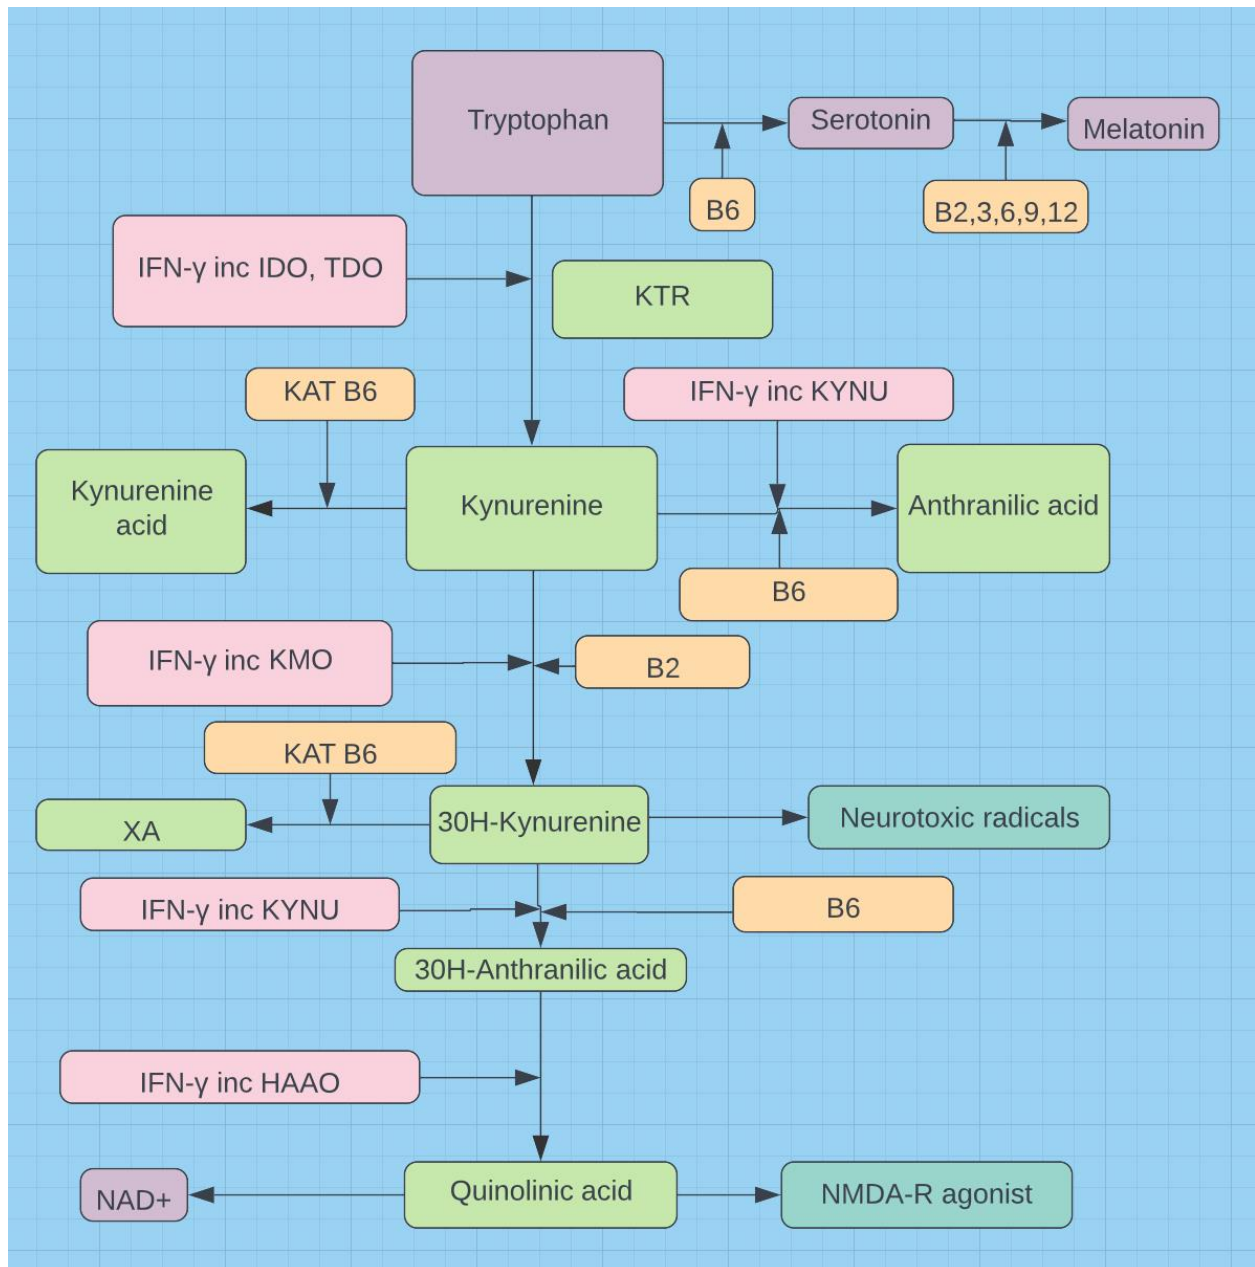 Tryptophan
Serotonin
Melatonin
B6
B2,3,6,9,12
IFN-γ inc IDO, TDO
KTR
KAT B6
IFN-γ inc KYNU
Kynurenine
acid
Kynurenine
Anthranilic acid
B6
IFN-γ inc KMO
B2
KAT B6
XA
30H-Kynurenine
Neurotoxic radicals
IFN-γ inc KYNU
B6
30H-Anthranilic acid
IFN-γ inc HAAO
NAD+
Quinolinic acid
NMDA-R agonist